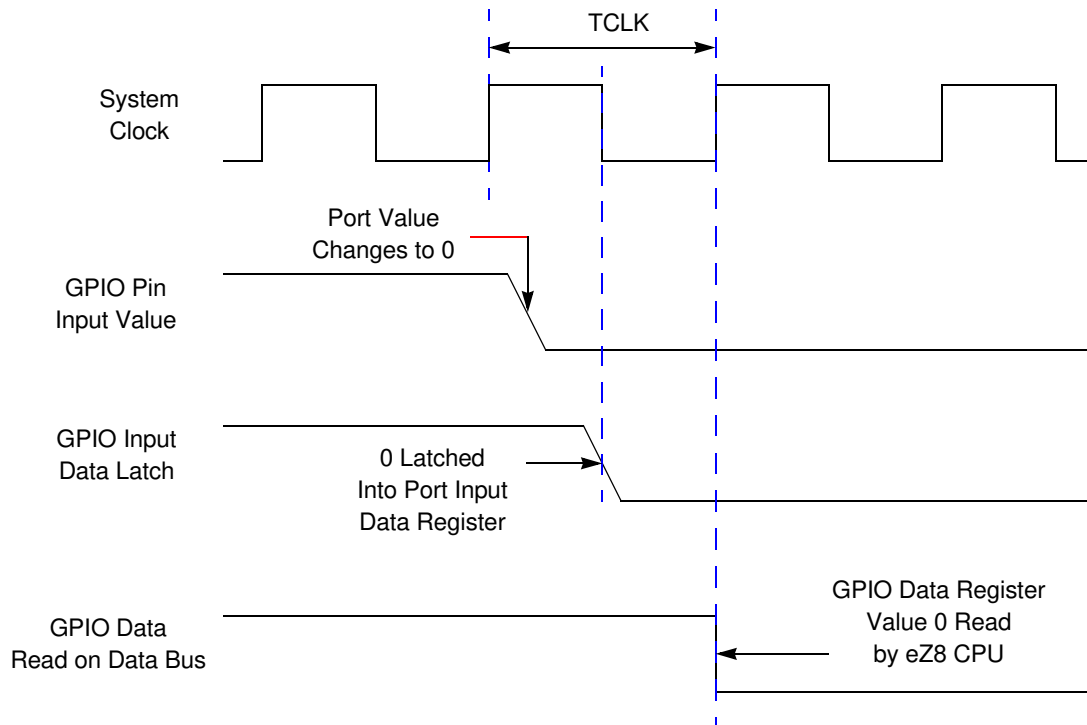 TCLK
System
Clock
Port Value
Changes to 0
GPIO Pin
Input Value
GPIO Input
Data Latch
0 Latched
Into Port Input
Data Register
GPIO Data Register
Value 0 Read
by eZ8 CPU
GPIO Data
Read on Data Bus